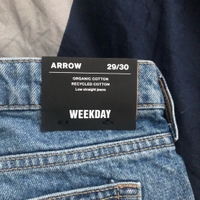 ARROW 29/30
ORGANIC COTTON
RECYCLED COTTON
Low straight jeans
WEEKDAY